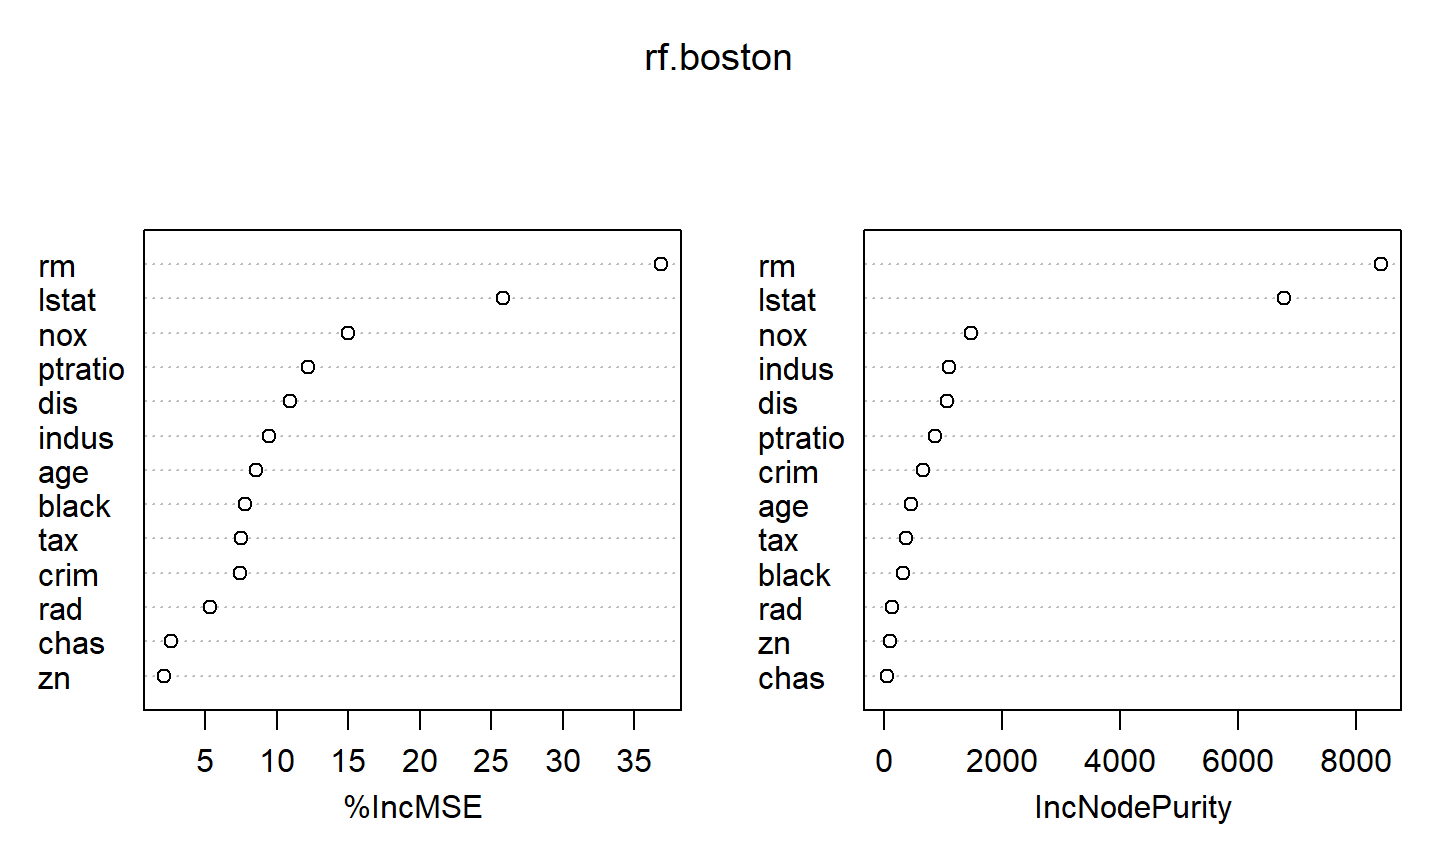 rf.boston
rm
lstat
nox
ptratio
dis
indus
age
black
tax
crim
rad
chas
zn
5 10 15 20 25 30 35
%IncMSE
rm
lstat
nox
indus
dis
ptratio
crim
age
tax
black
rad
zn
chas
0 2000 4000 6000 8000
IncNodePurity